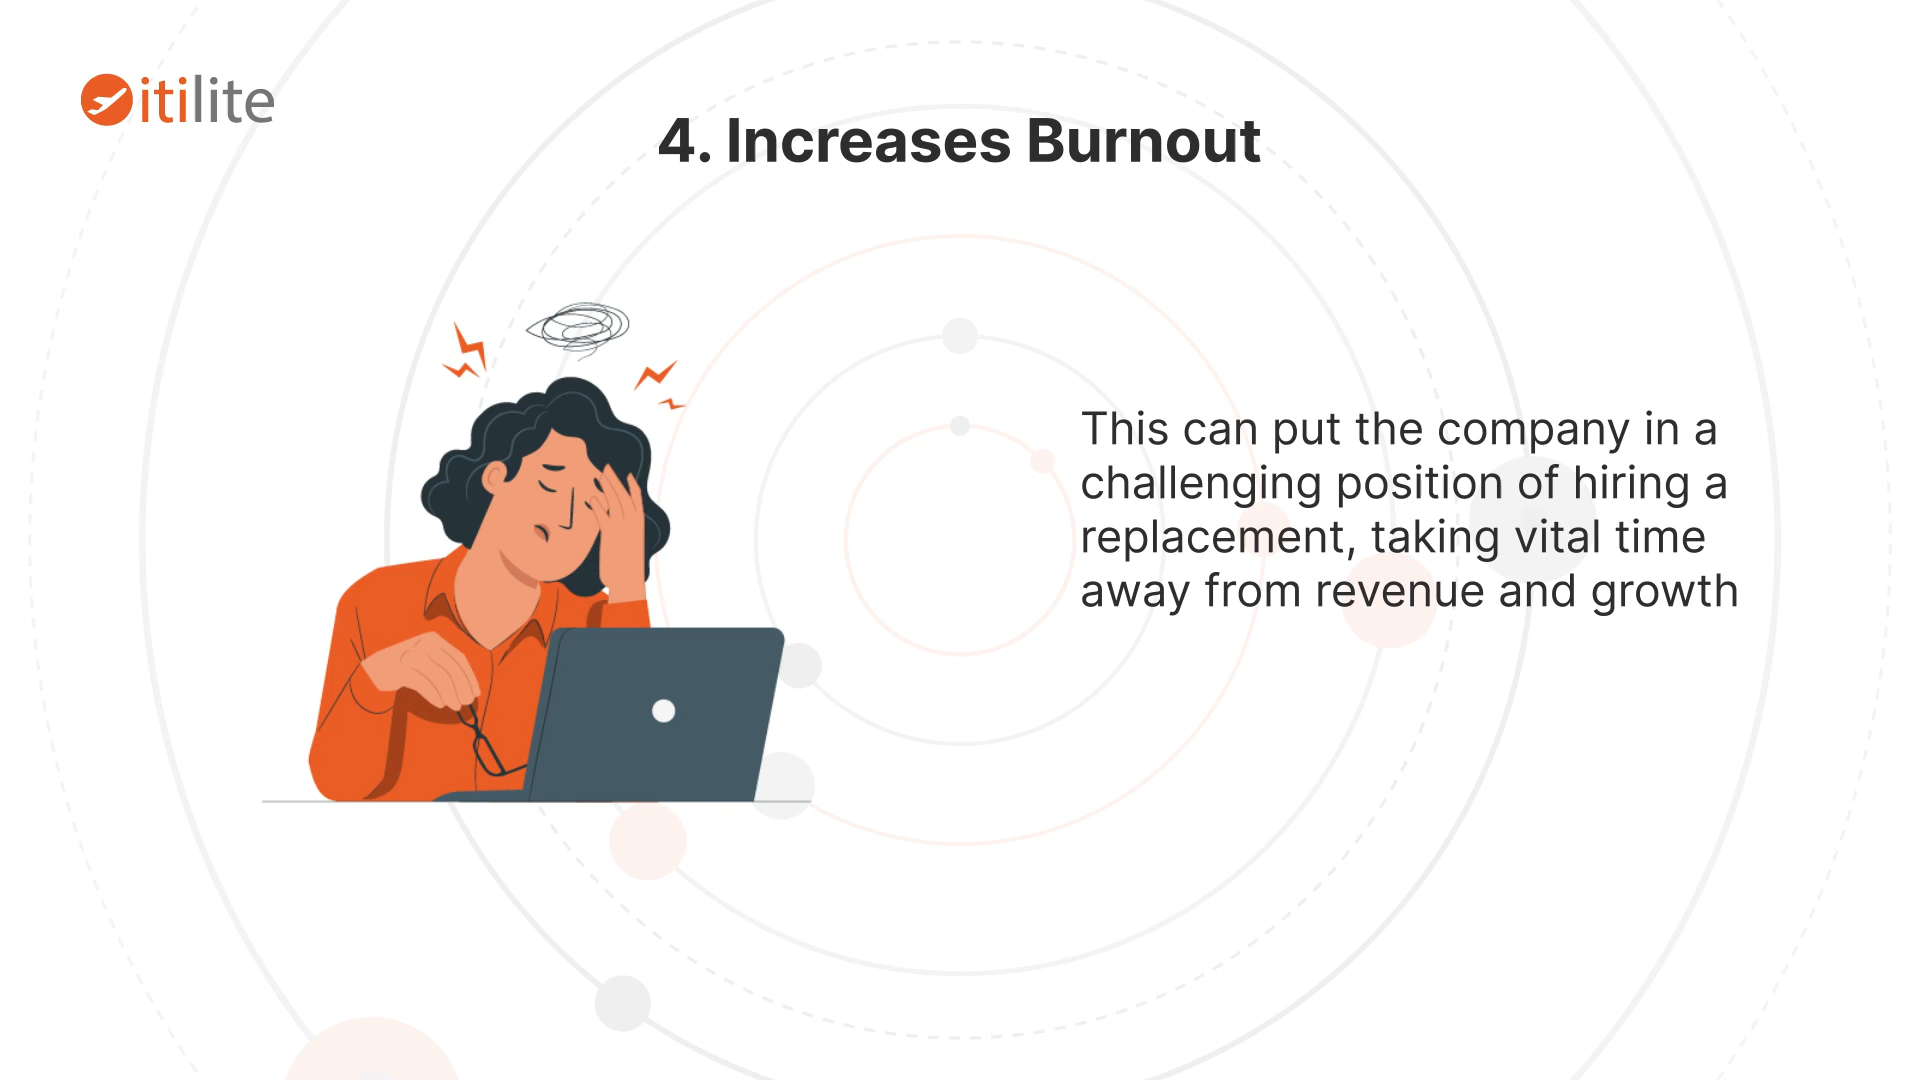 itilite
4. Increases Burnout
This can put the company in a
challenging position of hiring a
replacement, taking vital time
away from revenue and growth